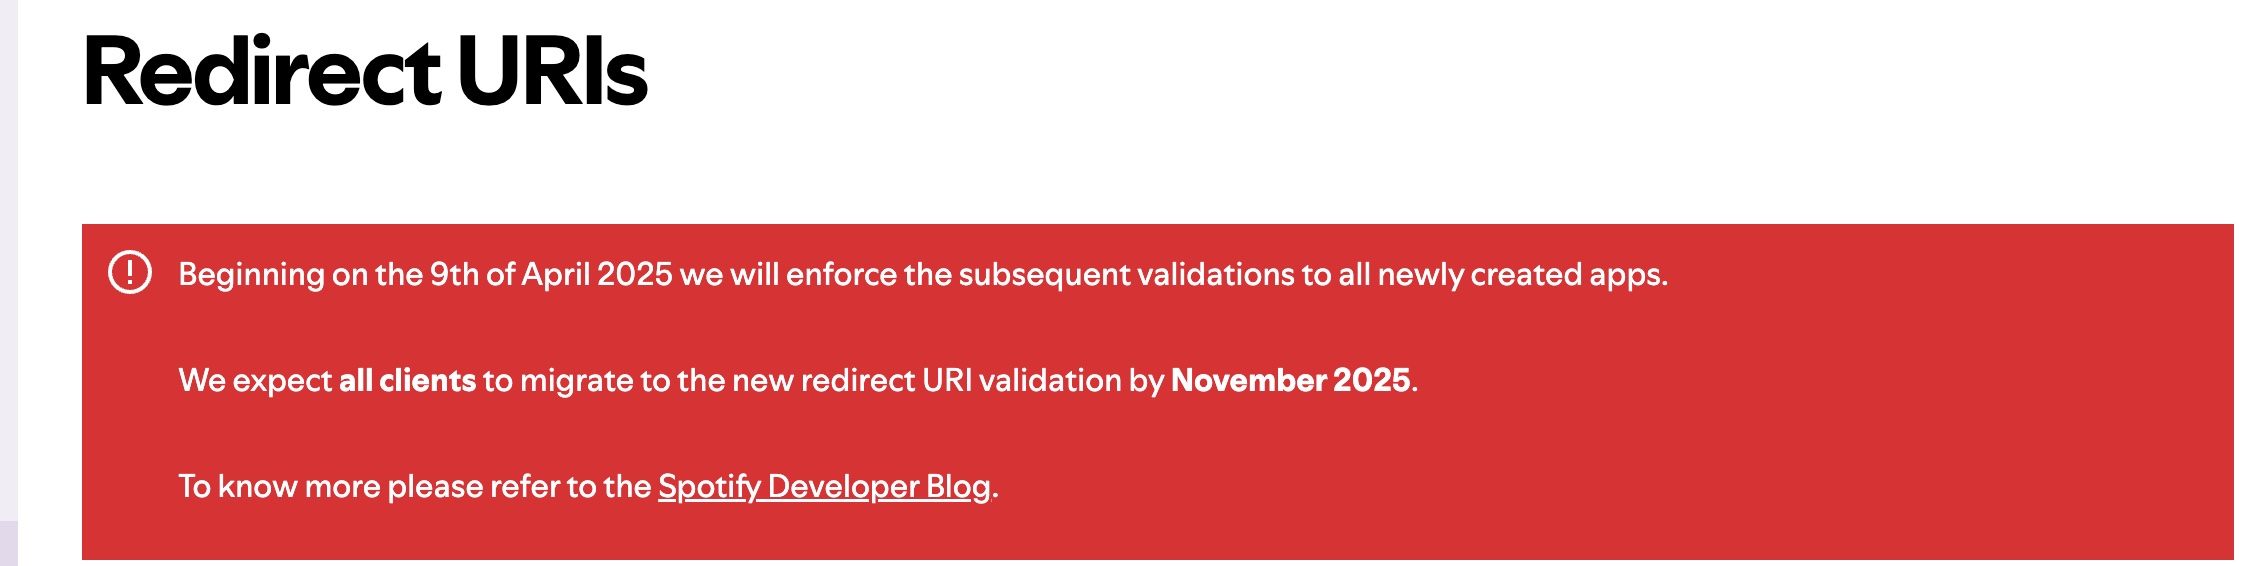 Redirect URIs
Beginning on the 9th of April 2025 we will enforce the subsequent validations to all newly created apps.
We expect all clients to migrate to the new redirect URI validation by November 2025.
To know more please refer to the Spotify Developer Blog.